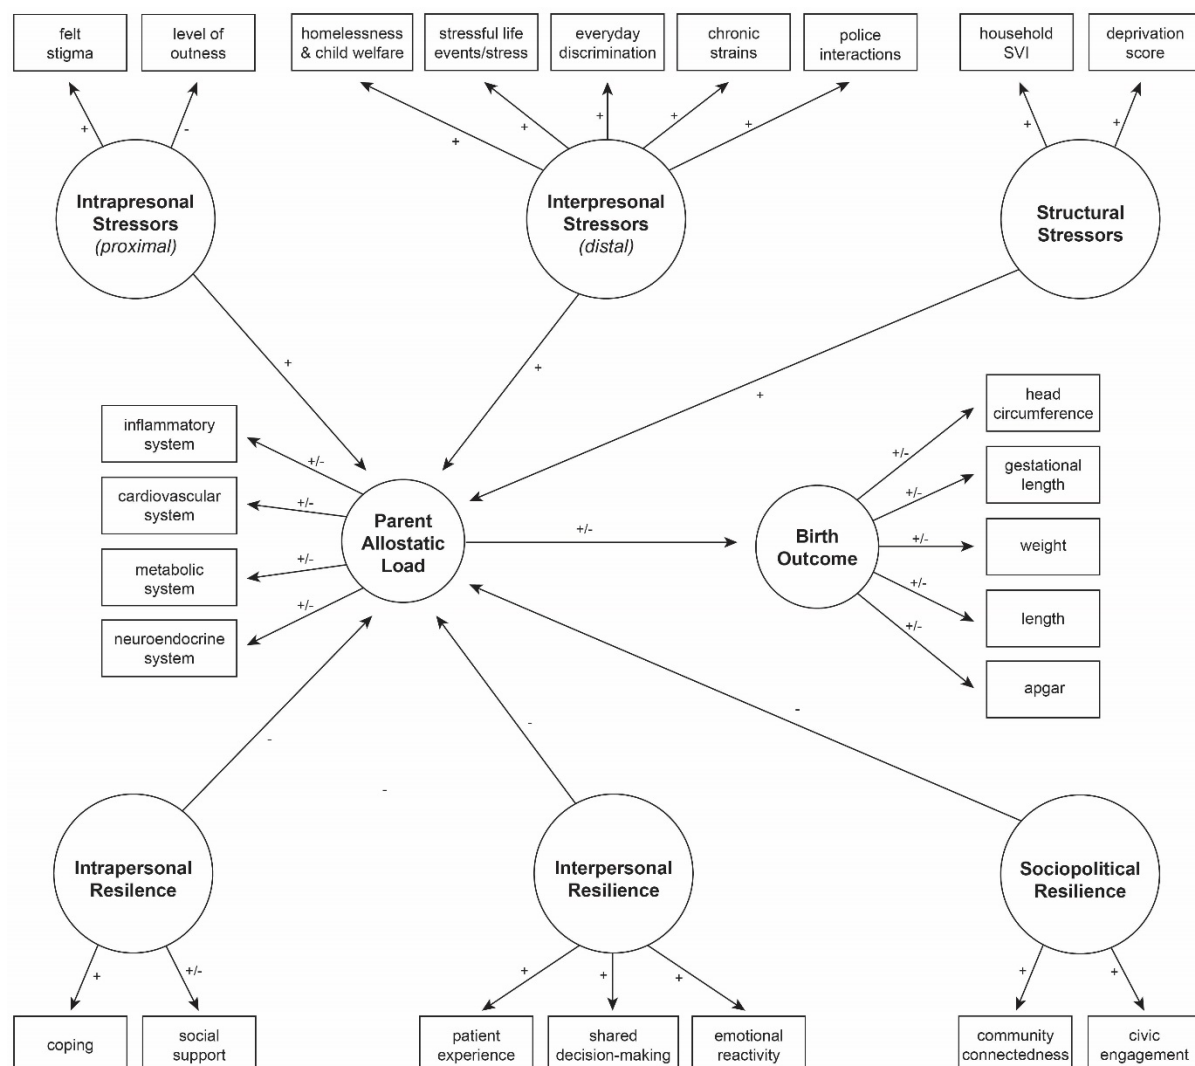 felt
stigma
level of
outness
homelessness
& child welfare
stressful life
events/stress
everyday
discrimination
chronic
strains
police
interactions
household
SVI
deprivation
score
+
-
+
+
+
+
+
+
+
Intrapresonal
Stressors
(proximal)
Interpresonal
Stressors
(distal)
Structural
Stressors
+
+
+
inflammatory
system
cardiovascular
system
metabolic
system
neuroendocrine
system
+/-
+/-
+/-
+/-
Parent
Allostatic
Load
+/-
Birth
Outcome
+/-
+/-
+/-
+/-
+/-
head
circumference
gestational
length
weight
length
apgar
-
-
-
-
Intrapersonal
Resilence
Interpersonal
Resilience
Sociopolitical
Resilience
+
+/-
+
+
+
+
+
coping
social
support
patient
experience
shared
decision-making
emotional
reactivity
community
connectedness
civic
engagement